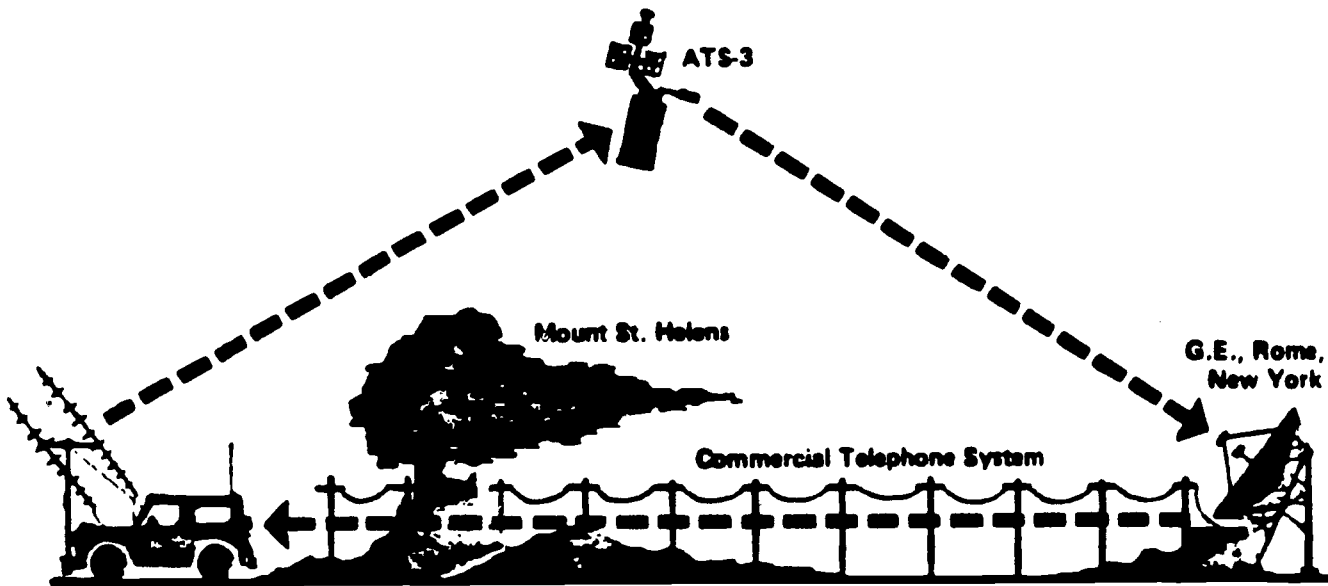 ATS-3
Mount St. Helens
G.E., Rome,
New York
Commercial Telephone System